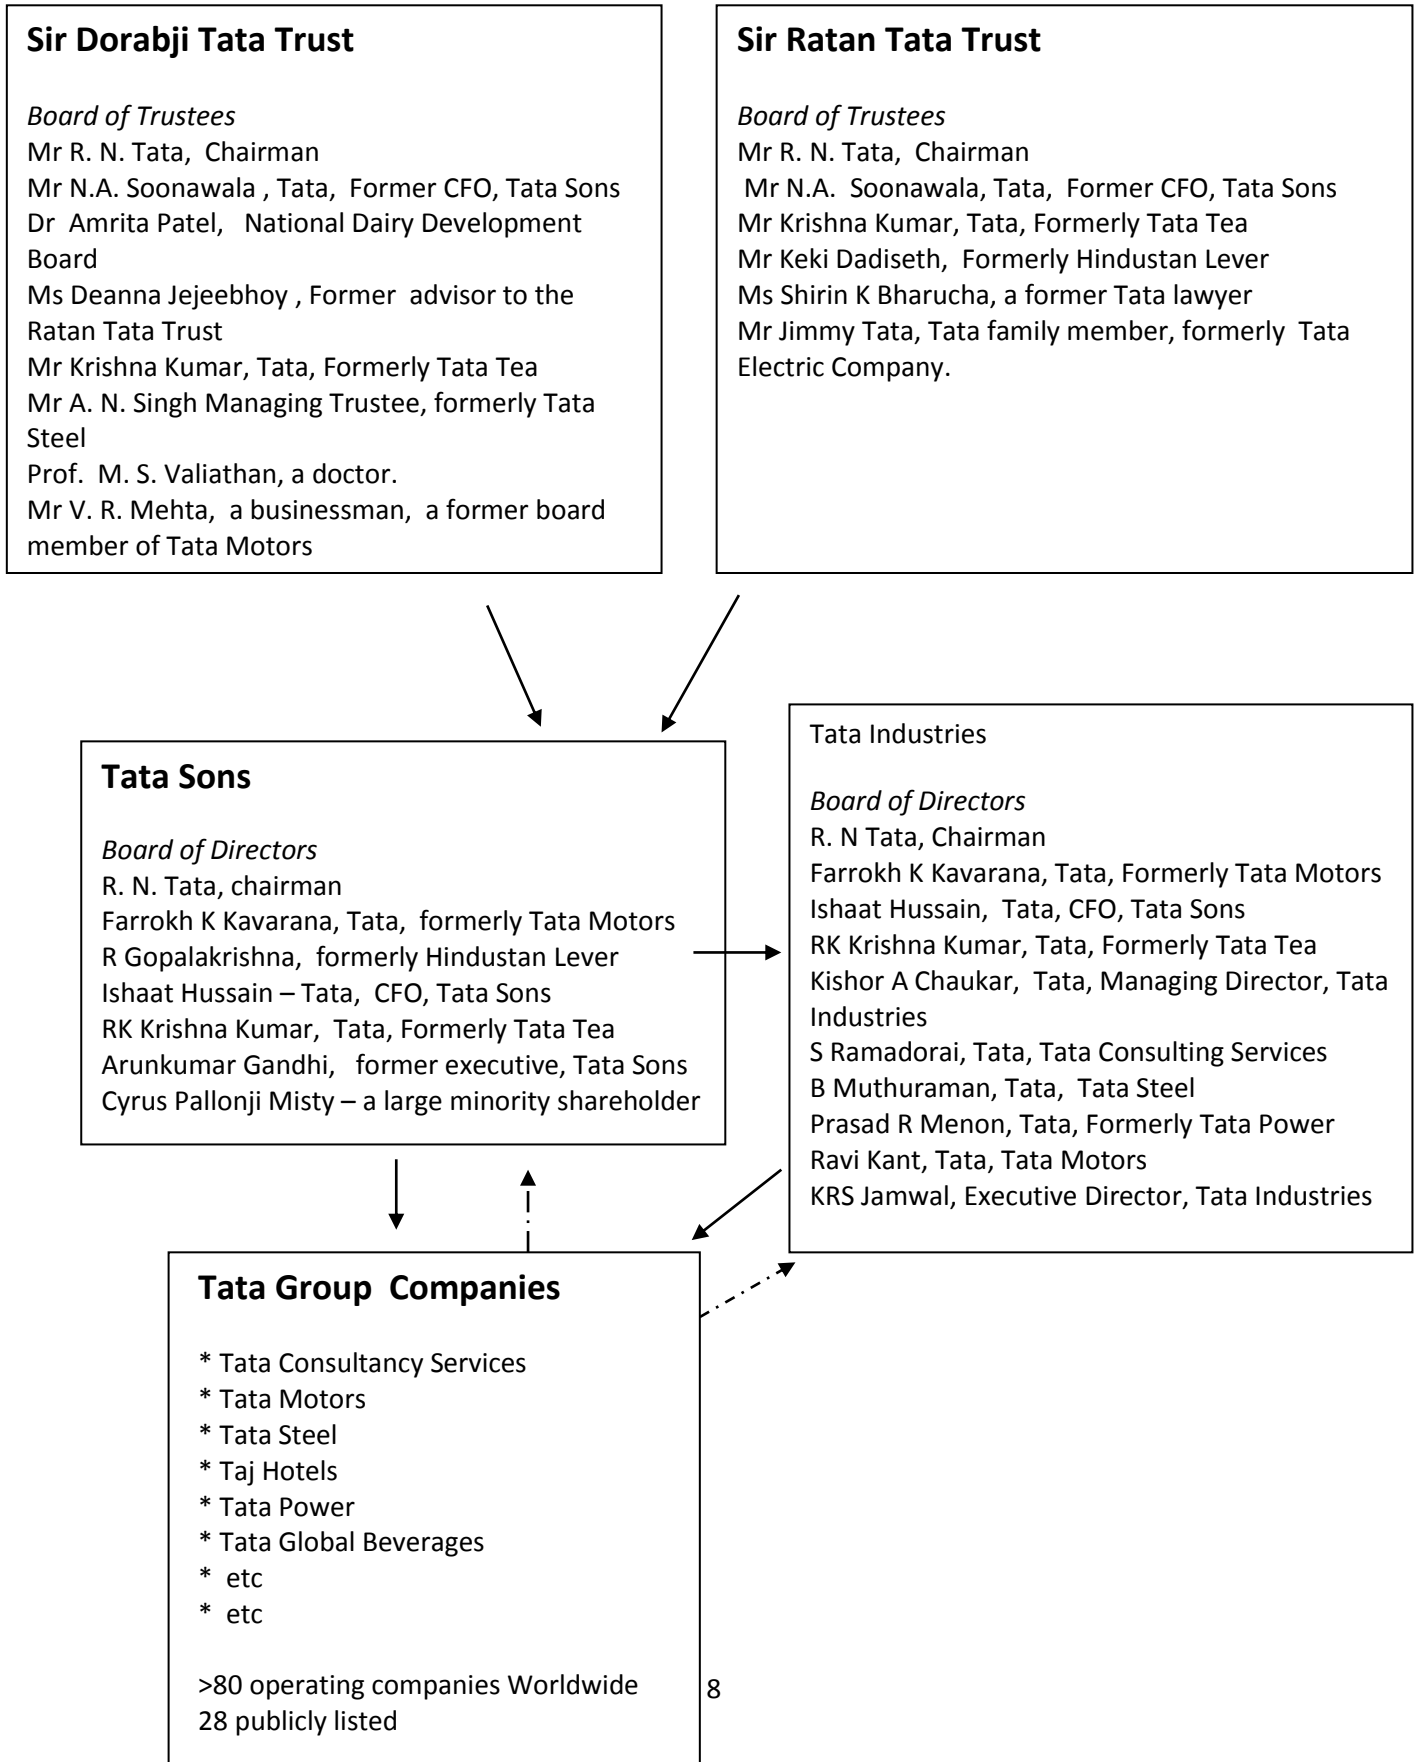 Sir Dorabji Tata Trust
Board of Trustees
Mr R. N. Tata, Chairman
Mr N.A. Soonawala , Tata, Former CFO, Tata Sons
Dr Amrita Patel, National Dairy Development
Board
Ms Deanna Jejeebhoy , Former advisor to the
Ratan Tata Trust
Mr Krishna Kumar, Tata, Formerly Tata Tea
Mr A. N. Singh Managing Trustee, formerly Tata
Steel
Prof. M. S. Valiathan, a doctor.
Mr V. R. Mehta, a businessman, a former board
member of Tata Motors
Sir Ratan Tata Trust
Board of Trustees
Mr R. N. Tata, Chairman
Mr N.A. Soonawala, Tata, Former CFO, Tata Sons
Mr Krishna Kumar, Tata, Formerly Tata Tea
Mr Keki Dadiseth, Formerly Hindustan Lever
Ms Shirin K Bharucha, a former Tata lawyer
Mr Jimmy Tata, Tata family member, formerly Tata
Electric Company.
Tata Sons
Board of Directors
R. N. Tata, chairman
Farrokh K Kavarana, Tata, formerly Tata Motors
R Gopalakrishna, formerly Hindustan Lever
Ishaat Hussain – Tata, CFO, Tata Sons
RK Krishna Kumar, Tata, Formerly Tata Tea
Arunkumar Gandhi, former executive, Tata Sons
Cyrus Pallonji Misty – a large minority shareholder
Tata Industries
Board of Directors
R. N Tata, Chairman
Farrokh K Kavarana, Tata, Formerly Tata Motors
Ishaat Hussain, Tata, CFO, Tata Sons
RK Krishna Kumar, Tata, Formerly Tata Tea
Kishor A Chaukar, Tata, Managing Director, Tata
Industries
S Ramadorai, Tata, Tata Consulting Services
B Muthuraman, Tata, Tata Steel
Prasad R Menon, Tata, Formerly Tata Power
Ravi Kant, Tata, Tata Motors
KRS Jamwal, Executive Director, Tata Industries
Tata Group Companies
* Tata Consultancy Services
* Tata Motors
* Tata Steel
* Taj Hotels
* Tata Power
* Tata Global Beverages
* etc
* etc
>80 operating companies Worldwide
28 publicly listed
8